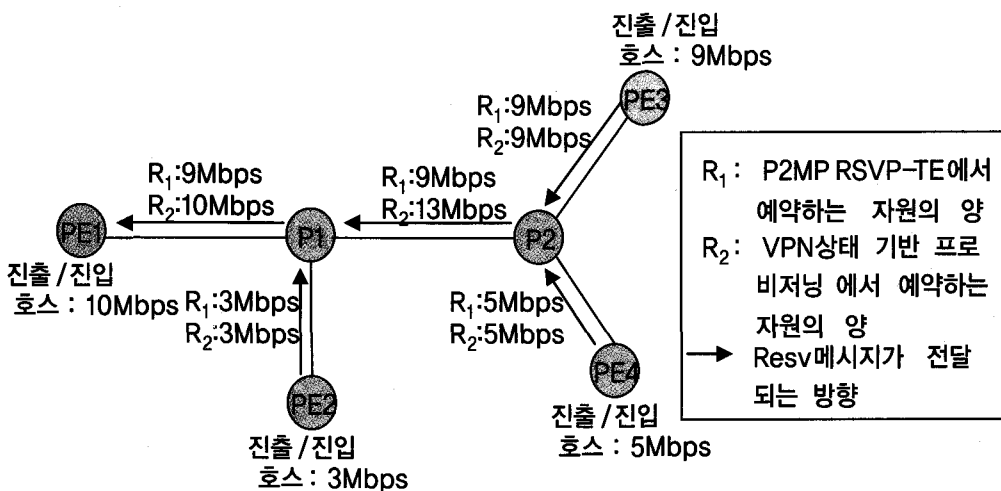 진출/진입
호스 : 9Mbps
PE3
R₁:9Mbps
R₂:9Mbps
R₁:9Mbps
R₂:10Mbps
R₁:9Mbps
R₂:13Mbps
PE1
P1
P2
진출/진입
호스 : 10Mbps
R₁:3Mbps
R₂:3Mbps
R₁:5Mbps
R₂:5Mbps
PE2
PE4
진출/진입
호스 : 3Mbps
진출/진입
호스 : 5Mbps
R₁: P2MP RSVP-TE에서
예약하는 자원의 양
R₂: VPN상태 기반 프로
비저닝 에서 예약하는
자원의 양
Resv메시지가 전달
되는 방향